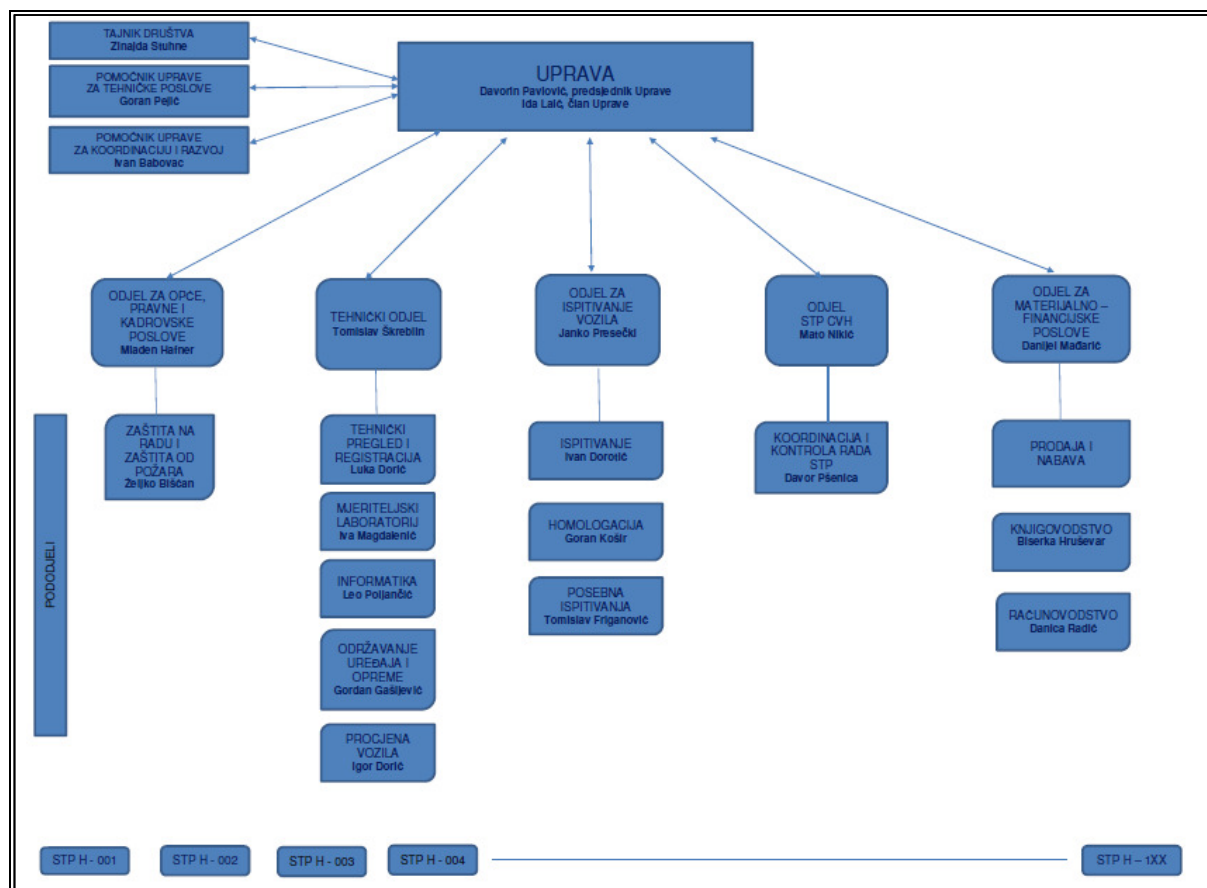 TAJNIK DRUŠTVA
Zinajda Stuhne
POMOĆNIK UPRAVE
ZA TEHNIČKE POSLOVE
Goran Pejić
POMOĆNIK UPRAVE
ZA KOORDINACIJU I RAZVOJ
Ivan Babovac
UPRAVA
Davorin Pavlović, predsjednik Uprave
Ida Laić, član Uprave
ODJEL ZA OPĆE,
PRAVNE I
KADROVSKE
POSLOVE
Mladen Hafner
TEHNIČKI ODJEL
Tomislav Škreblin
ODJEL ZA
ISPITIVANJE
VOZILA
Janko Presečki
ODJEL
STP CVH
Mato Nikić
ODJEL ZA
MATERIJALNO –
FINANCIJSKE
POSLOVE
Danijel Mađarić
PODODJELI
ZAŠTITA NA
RADU I
ZAŠTITA OD
POŽARA
Željko Biščan
TEHNIČKI
PREGLED I
REGISTRACIJA
Luka Dorić
MJERITELJSKI
LABORATORIJ
Iva Magdalenić
INFORMATIKA
Leo Poljančić
ODRŽAVANJE
UREĐAJA I
OPREME
Gordan Gašljević
PROCJENA
VOZILA
Igor Dorić
ISPITIVANJE
Ivan Dorotić
HOMOLOGACIJA
Goran Košir
POSEBNA
ISPITIVANJA
Tomislav Friganović
KOORDINACIJA I
KONTROLA RADA
STP
Davor Pšenica
PRODAJA I
NABAVA
KNJIGOVODSTVO
Biserka Hruševar
RAČUNOVODSTVO
Danica Radić
STP H - 001
STP H - 002
STP H - 003
STP H - 004
STP H – 1XX